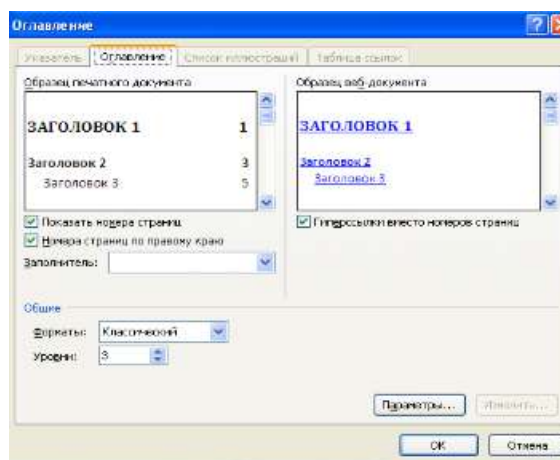 Оглавление
Указатель Оглавление Список иллюстраций Таблица ссылок
Образец печатного документа
ЗАГОЛОВОК 1 1
Заголовок 2 3
Заголовок 3 5
Показать номера страниц
Номера страниц по правому краю
Заполнитель:
Образец веб-документа
ЗАГОЛОВОК 1
Заголовок 2
Заголовок 3
Гиперссылки вместо номеров страниц
Общие
Форматы: Классический
Уровни: 3
Параметры... Изменить...
ОК Отмена